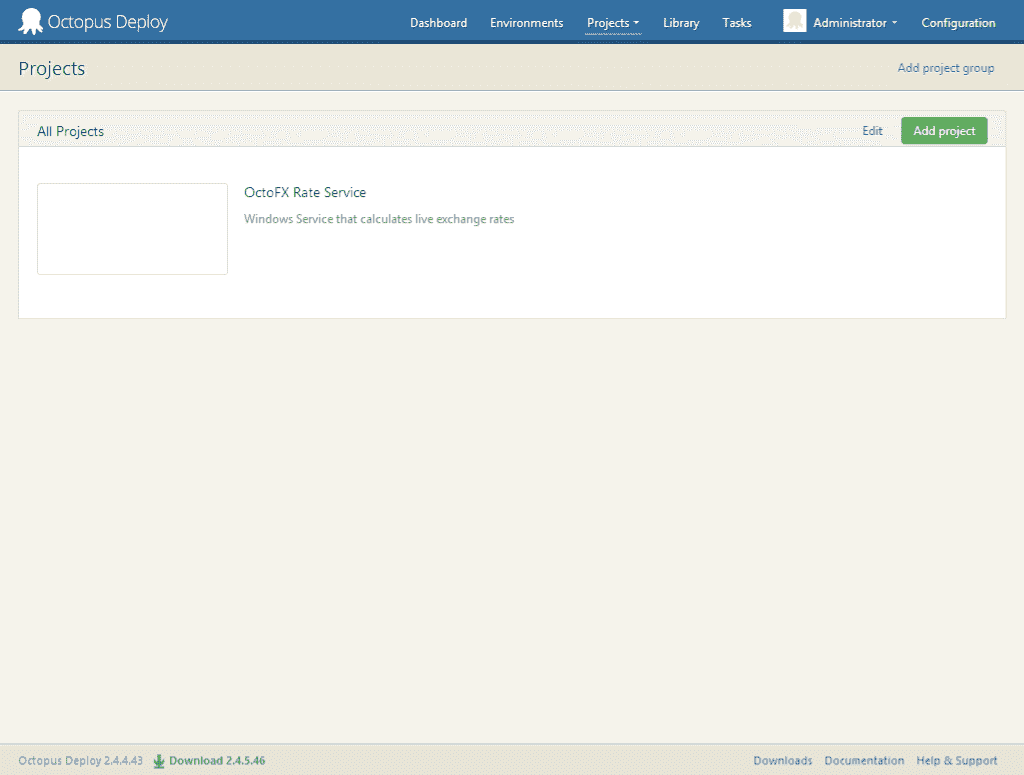 Octopus Deploy Dashboard Environments Projects Library Tasks Administrator Configuration
Projects Add project group
All Projects Edit Add project
OctoFX Rate Service
Windows Service that calculates live exchange rates
Octopus Deploy 2.4.4.43 Download 2.4.5.46 Downloads Documentation Help & Support